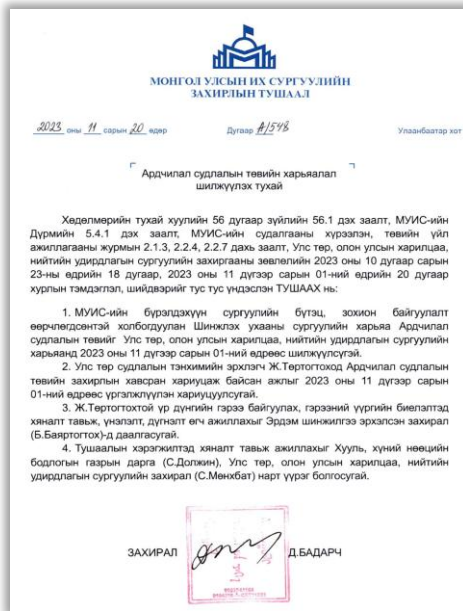 МОНГОЛ УЛСЫН ИХ СУРГУУЛИЙН
ЗАХИРЛЫН ТУШААЛ
2023 оны 11 сарын 20 өдөр Дугаар А/548 Улаанбаатар хот
Ардчилал судлалын төвийн харьяалал
шилжүүлэх тухай
Хөдөлмөрийн тухай хуулийн 56 дугаар зүйлийн 56.1 дэх заалт, МУИС-ийн
Дүрмийн 5.4.1 дэх заалт, МУИС-ийн судалгааны хүрээлэн, төвийн үйл
ажиллагааны журмын 2.1.3, 2.2.4, 2.2.7 дахь заалт, Улс төр, олон улсын харилцаа,
нийтийн удирдлагын сургуулийн захиргааны зөвлөлийн 2023 оны 10 дугаар сарын
23-ны өдрийн 18 дугаар, 2023 оны 11 дүгээр сарын 01-ний өдрийн 20 дугаар
хурлын тэмдэглэл, шийдвэрийг тус тус үндэслэн ТУШААХ нь:
1. МУИС-ийн бүрэлдэхүүн сургуулийн бүтэц, зохион байгуулалт
өөрчлөгдсөнтэй холбогдуулан Шинжлэх ухааны сургуулийн харьяа Ардчилал
судлалын төвийг Улс төр, олон улсын харилцаа, нийтийн удирдлагын сургуулийн
харьяанд 2023 оны 11 дүгээр сарын 01-ний өдрөөс шилжүүлсүгэй.
2. Улс төр судлалын тэнхимийн эрхлэгч Ж.Төртогтоход Ардчилал судлалын
төвийн захирлын хавсран хариуцаж байсан ажлыг 2023 оны 11 дүгээр сарын
01-ний өдрөөс үргэлжлүүлэн хариуцуулсугай.
3. Ж.Төртогтохтой үр дүнгийн гэрээ байгуулах, гэрээний үүргийн биелэлтэд
хяналт тавьж, үнэлэлт, дүгнэлт өгч ажиллахыг Эрдэм шинжилгээ эрхэлсэн захирал
(Б.Баяртогтох)-д даалгасугай.
4. Тушаалын хэрэгжилтэд хяналт тавьж ажиллахыг Хууль, хүний нөөцийн
бодлогын газрын дарга (С.Должин), Улс төр, олон улсын харилцаа, нийтийн
удирдлагын сургуулийн захирал (С.Мөнхбат) нарт үүрэг болгосугай.
ЗАХИРАЛ Д.БАДАРЧ